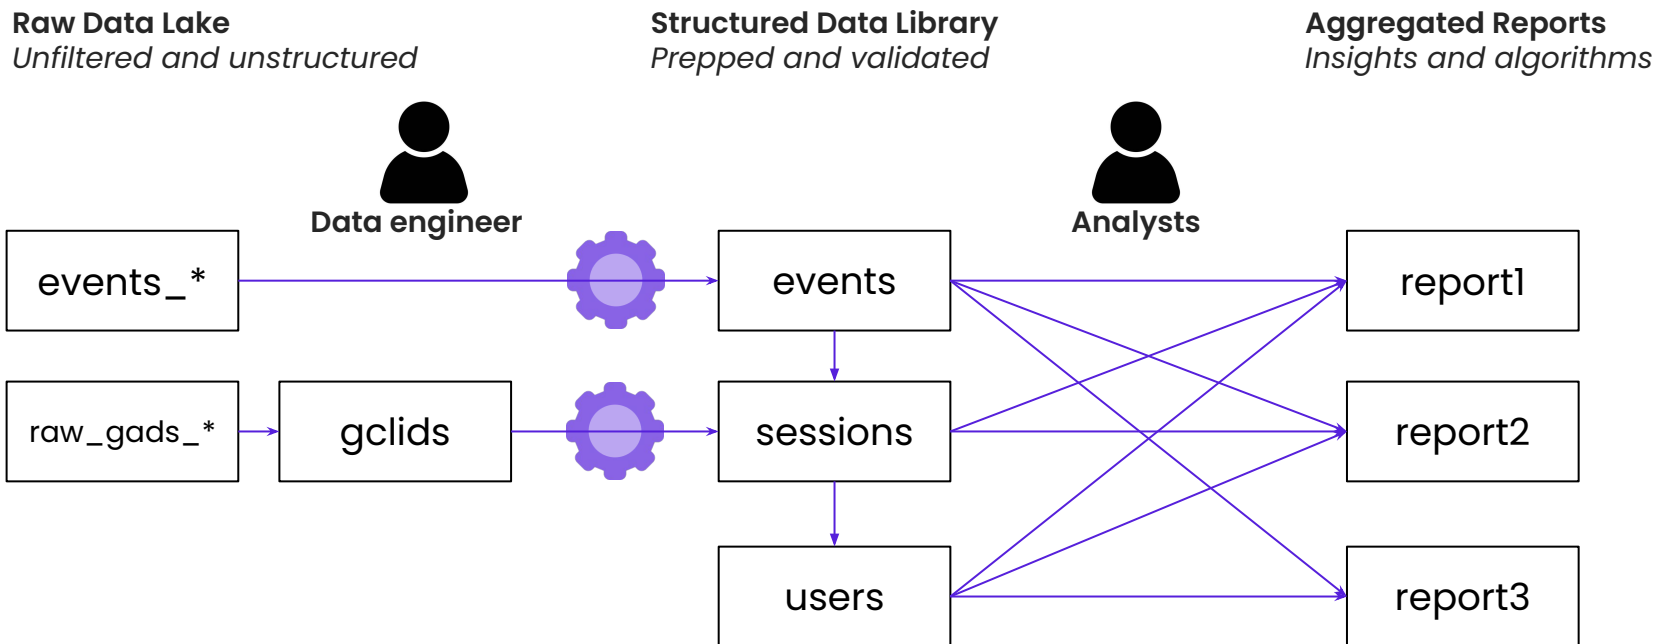 Raw Data Lake
Unfiltered and unstructured
Structured Data Library
Prepped and validated
Aggregated Reports
Insights and algorithms
Data engineer
Analysts
events_*
events
report1
raw_gads_*
gclids
sessions
report2
users
report3